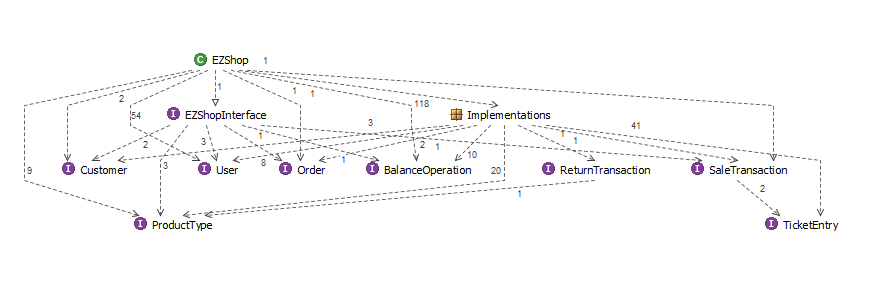 C EZShop 1
2 1 1 1
54 I EZShopInterface 118 Implementations
3 41
2 3 8 1 1 2 1 10 1 1
I Customer I User I Order I BalanceOperation I ReturnTransaction I SaleTransaction
9 3 20
1 2
I ProductType I TicketEntry